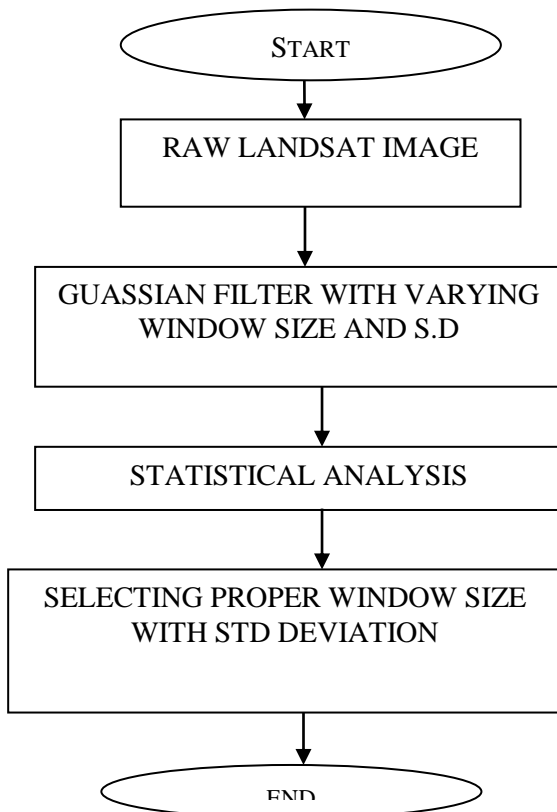 START
RAW LANDSAT IMAGE
GUASSIAN FILTER WITH VARYING
WINDOW SIZE AND S.D
STATISTICAL ANALYSIS
SELECTING PROPER WINDOW SIZE
WITH STD DEVIATION
END